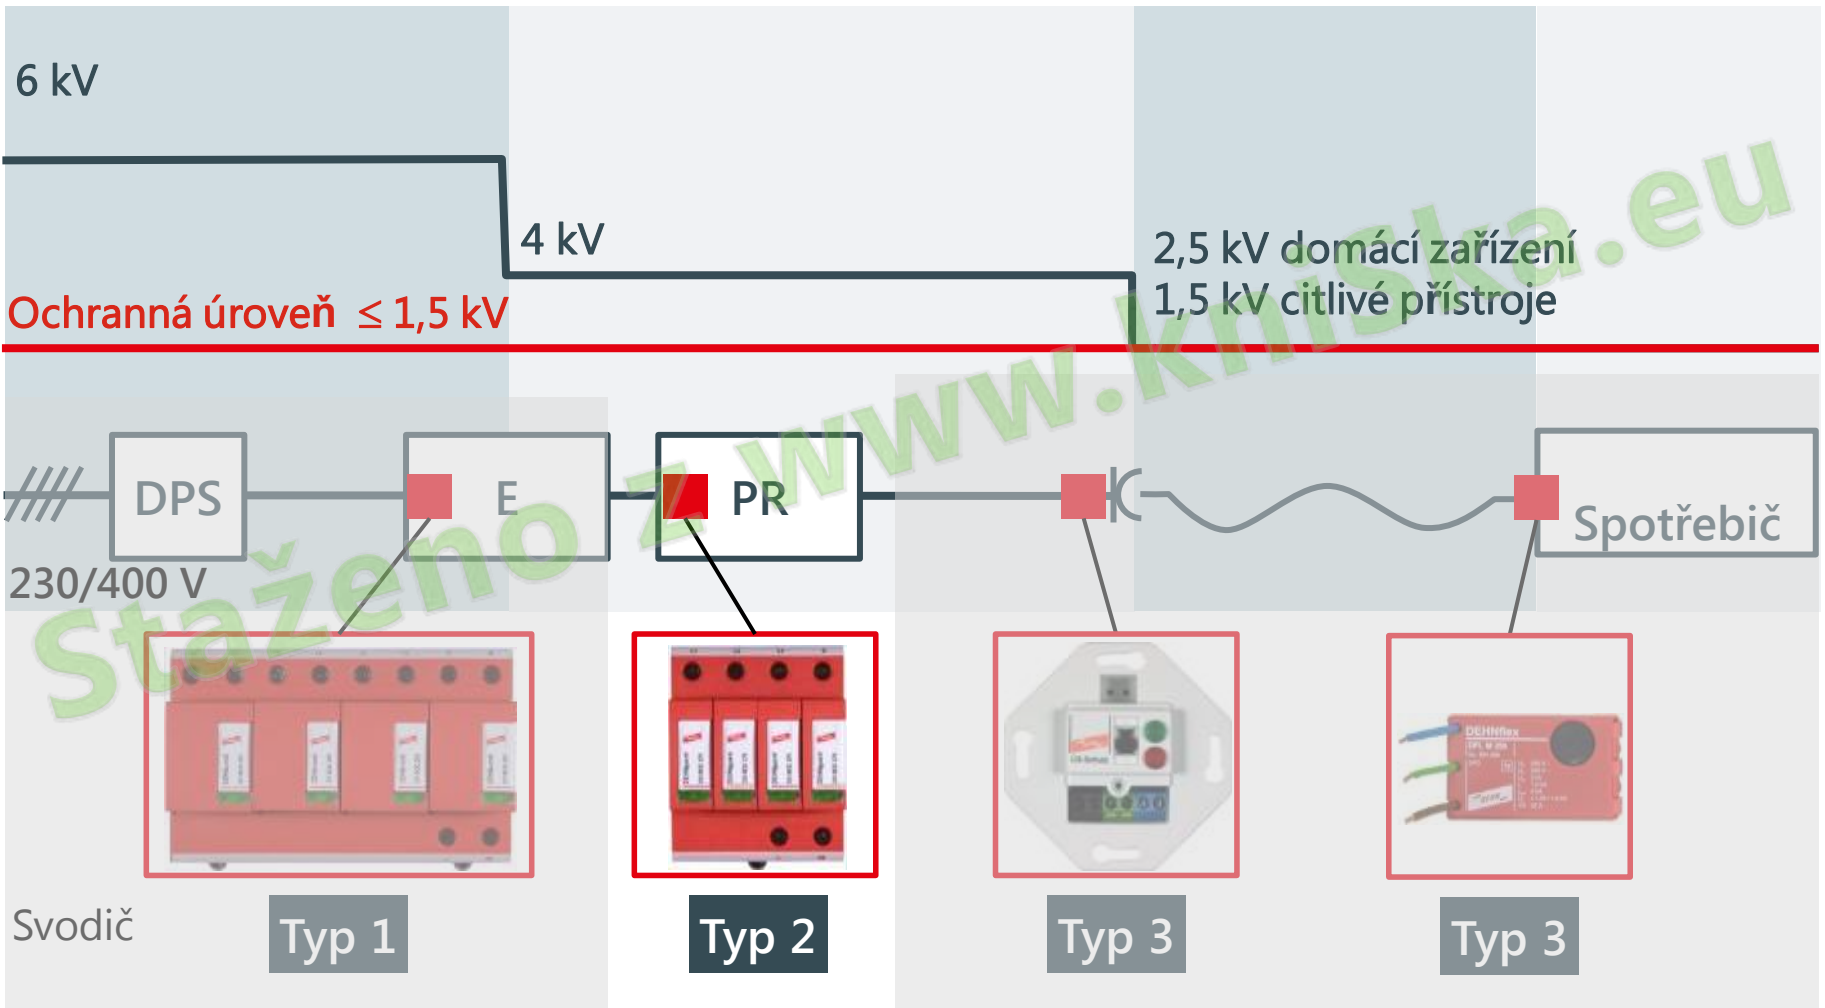 6 kV
4 kV
2,5 kV domácí zařízení
1,5 kV citlivé přístroje
Ochranná úroveň ≤ 1,5 kV
DPS
E
PR
Spotřebič
230/400 V
DEHNflex
Svodič
Typ 1
Typ 2
Typ 3
Typ 3
Staženo z www.kniska.eu